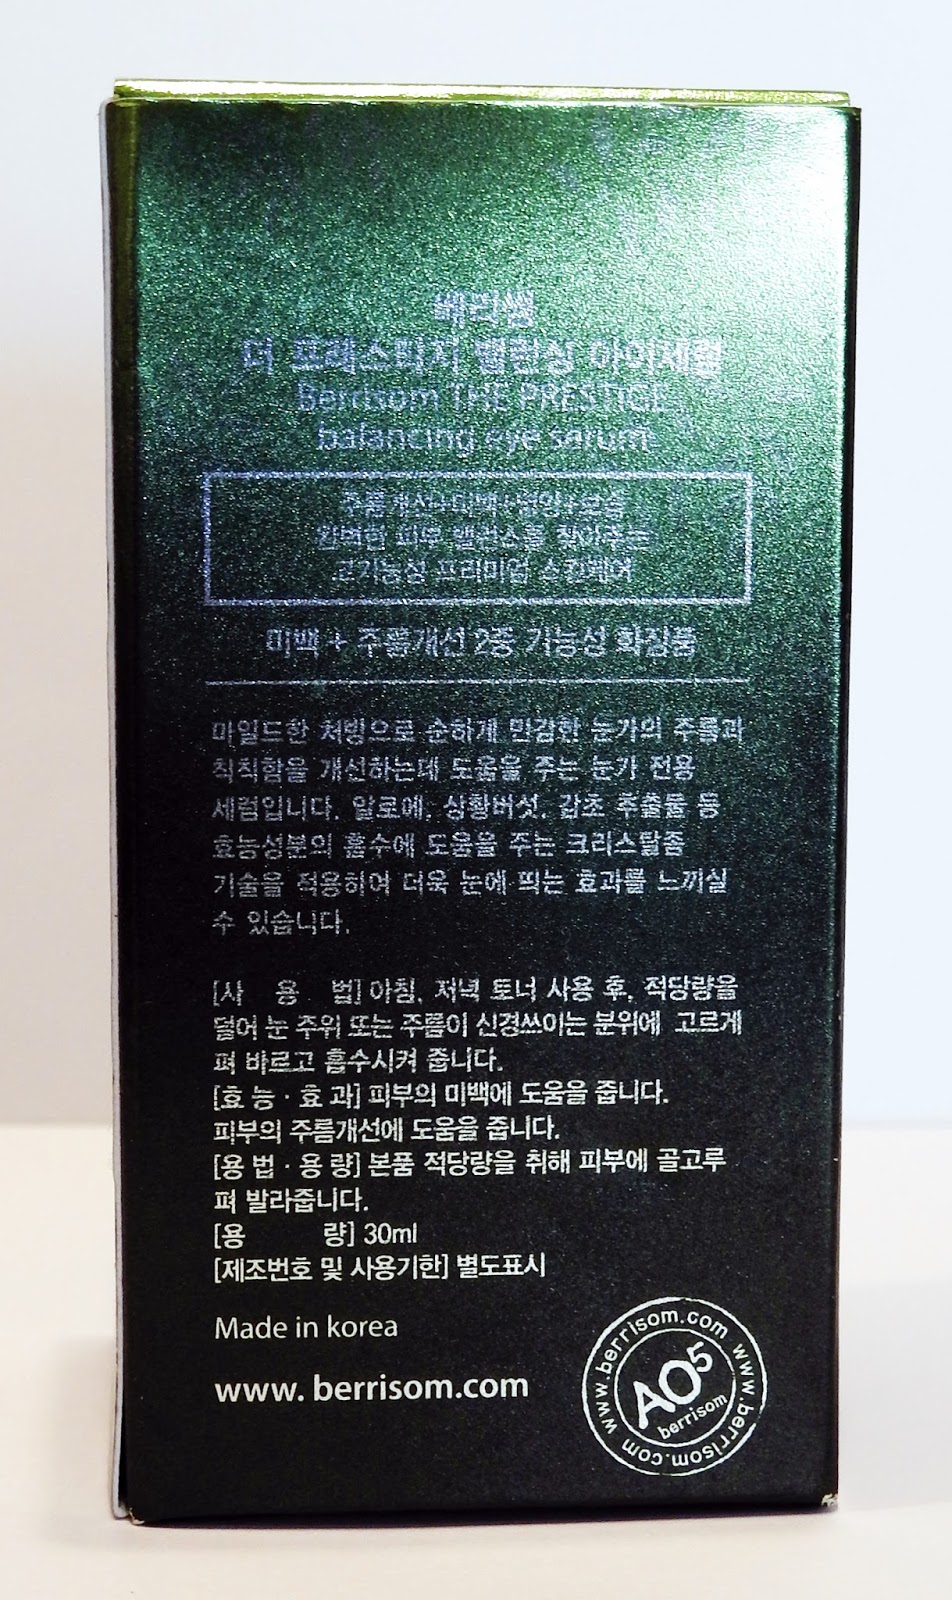 베리썸
더 프레스티지 밸런싱 아이세럼
Berrisom THE PRESTIGE
balancing eye serum
주름개선+미백+영양+보습
완벽한 피부 밸런스를 찾아주는
고기능성 프리미엄 스킨케어
미백 + 주름개선 2중 기능성 화장품
마일드한 처방으로 순하게 민감한 눈가의 주름과
칙칙함을 개선하는데 도움을 주는 눈가 전용
세럼입니다. 알로에, 상황버섯, 감초 추출물 등
효능성분의 흡수에 도움을 주는 크리스탈좀
기술을 적용하여 더욱 눈에 띄는 효과를 느끼실
수 있습니다.
[사 용 법] 아침, 저녁 토너 사용 후, 적당량을
덜어 눈 주위 또는 주름이 신경쓰이는 분위에 고르게
펴 바르고 흡수시켜 줍니다.
[효 능 · 효 과] 피부의 미백에 도움을 줍니다.
피부의 주름개선에 도움을 줍니다.
[용 법 · 용 량] 본품 적당량을 취해 피부에 골고루
펴 발라줍니다.
[용 량] 30ml
[제조번호 및 사용기한] 별도표시
Made in korea
www. berrisom.com
www.berrisom.com www.berrisom.com
AO5
berrisom